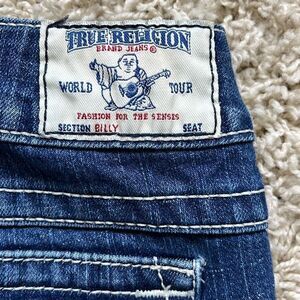 TRUE RELIGION
BRAND JEANS ®
WORLD TOUR
FASHION FOR THE SENSES
SECTION BILLY SEAT